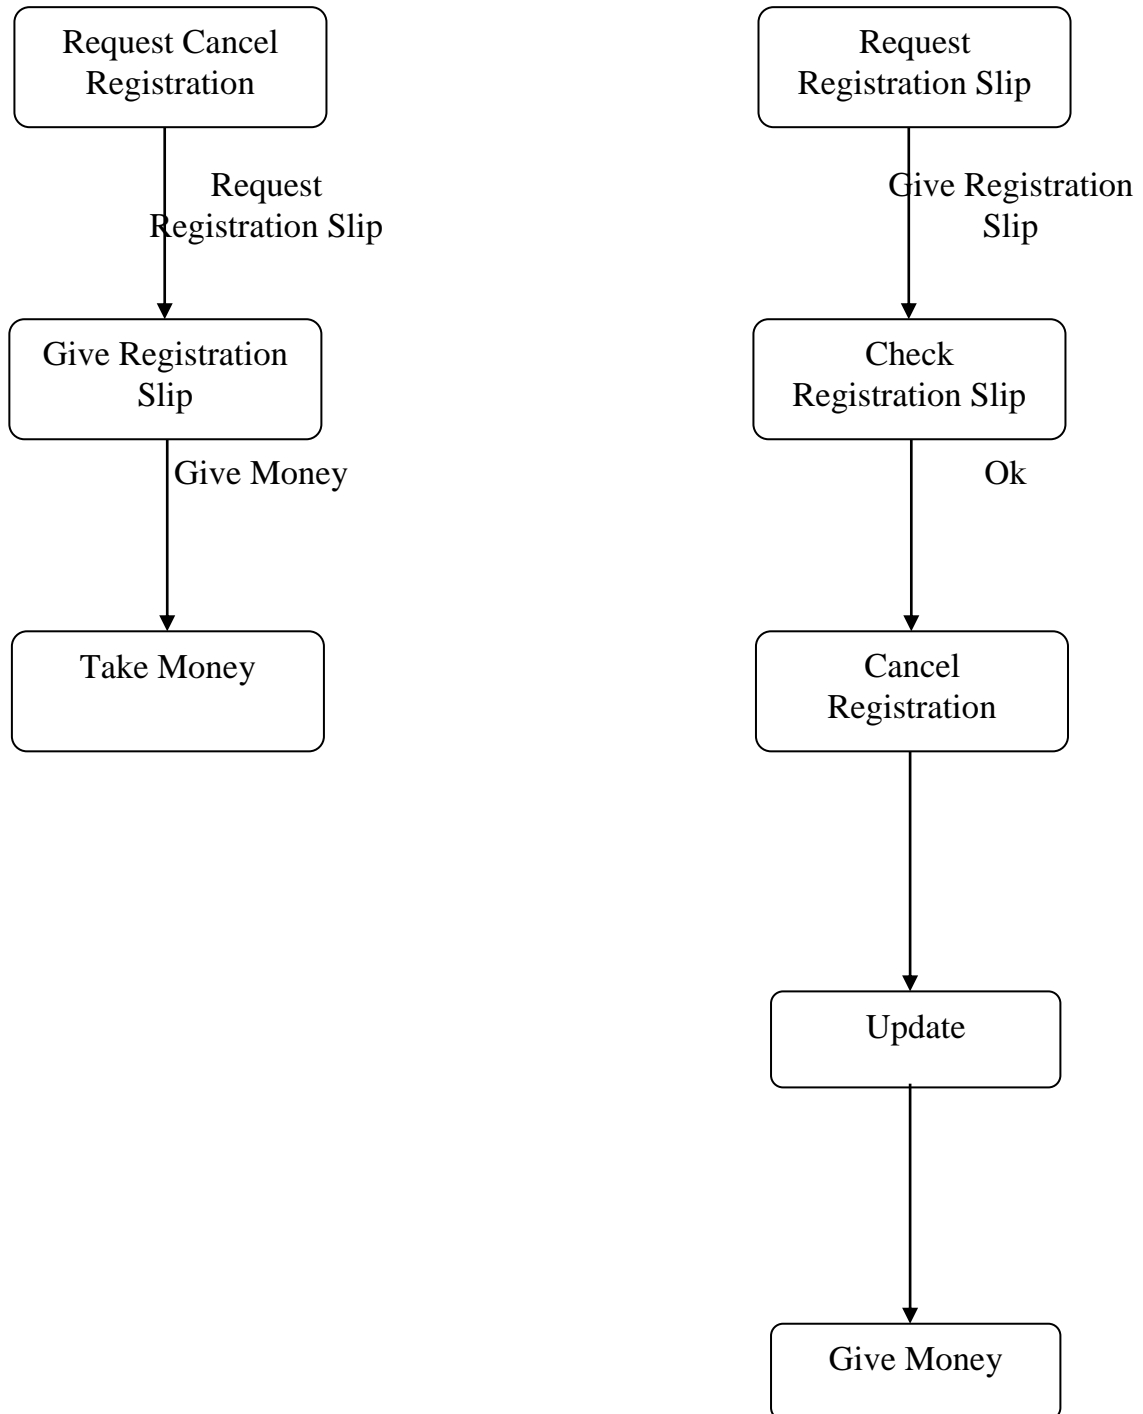 Request Cancel
Registration
Request
Registration Slip
Give Registration
Slip
Give Money
Take Money
Request
Registration Slip
Give Registration
Slip
Check
Registration Slip
Ok
Cancel
Registration
Update
Give Money